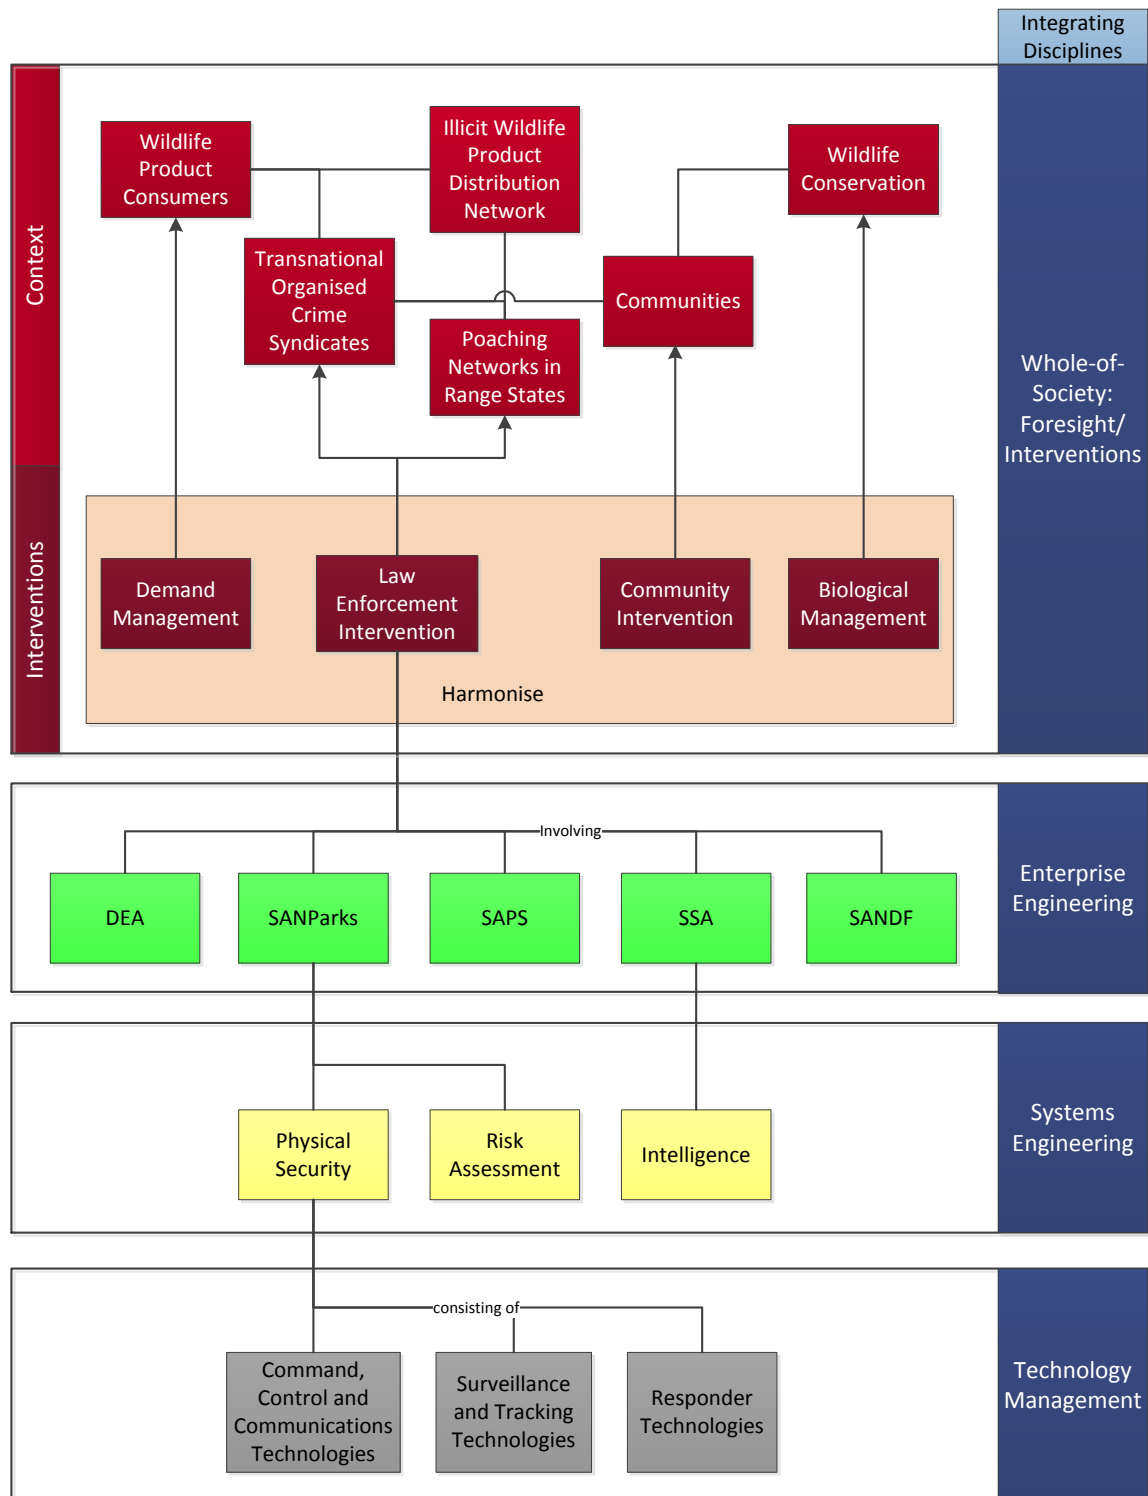 Integrating
Disciplines
Context
Wildlife
Product
Consumers
Illicit Wildlife
Product
Distribution
Network
Wildlife
Conservation
Transnational
Organised
Crime
Syndicates
Communities
Poaching
Networks in
Range States
Whole-of-
Society:
Foresight/
Interventions
Interventions
Demand
Management
Law
Enforcement
Intervention
Community
Intervention
Biological
Management
Harmonise
Involving
DEA
SANParks
SAPS
SSA
SANDF
Enterprise
Engineering
Physical
Security
Risk
Assessment
Intelligence
Systems
Engineering
consisting of
Command,
Control and
Communications
Technologies
Surveillance
and Tracking
Technologies
Responder
Technologies
Technology
Management